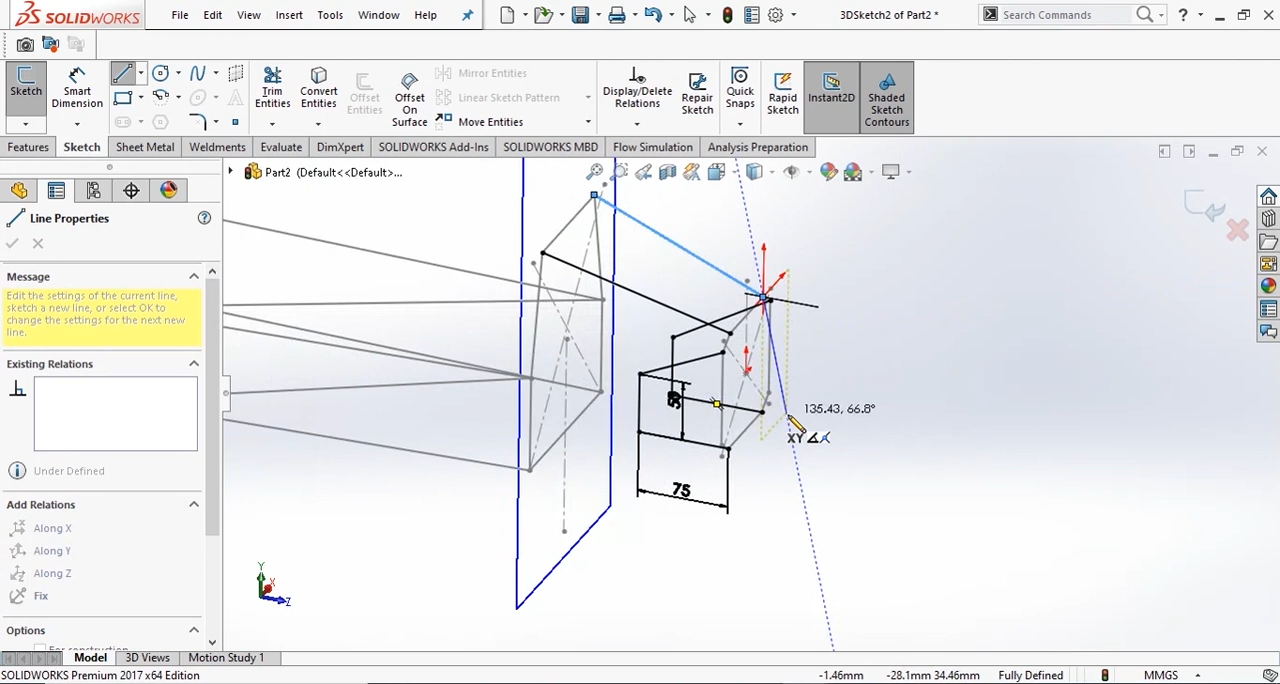 SOLIDWORKS File Edit View Insert Tools Window Help 3DSketch2 of Part2 * Search Commands
Sketch Smart Dimension Trim Entities Convert Entities Offset Entities Offset On Surface Mirror Entities Linear Sketch Pattern Move Entities Display/Delete Relations Repair Sketch Quick Snaps Rapid Sketch Instant2D Shaded Sketch Contours
Features Sketch Sheet Metal Weldments Evaluate DimXpert SOLIDWORKS Add-Ins SOLIDWORKS MBD Flow Simulation Analysis Preparation
Part2 (Default<<Default>...
Line Properties
Message
Edit the settings of the current line, sketch a new line, or select OK to change the settings for the next new line.
Existing Relations
Under Defined
Add Relations
Along X
Along Y
Along Z
Fix
Options
50
75
135.43, 66.8°
XY
Y
X
Z
Model 3D Views Motion Study 1
SOLIDWORKS Premium 2017 x64 Edition -1.46mm -28.1mm 34.46mm Fully Defined MMGS